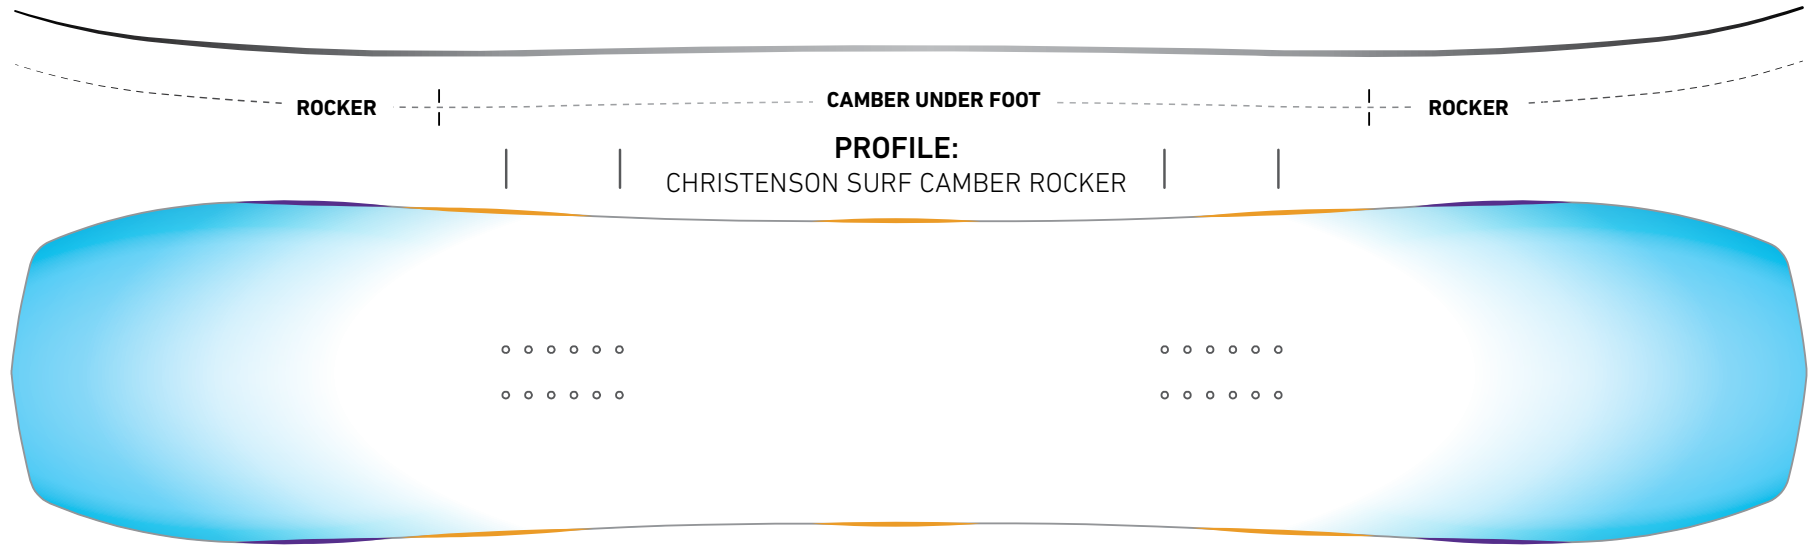 ROCKER
CAMBER UNDER FOOT
ROCKER
PROFILE:
CHRISTENSON SURF CAMBER ROCKER